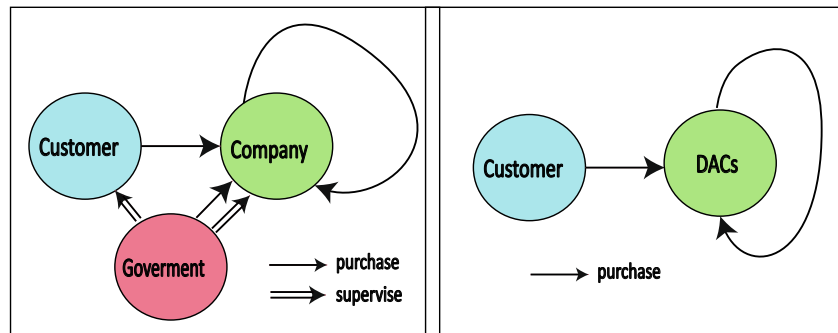 Customer
Company
Goverment
purchase
supervise
Customer
DACs
purchase